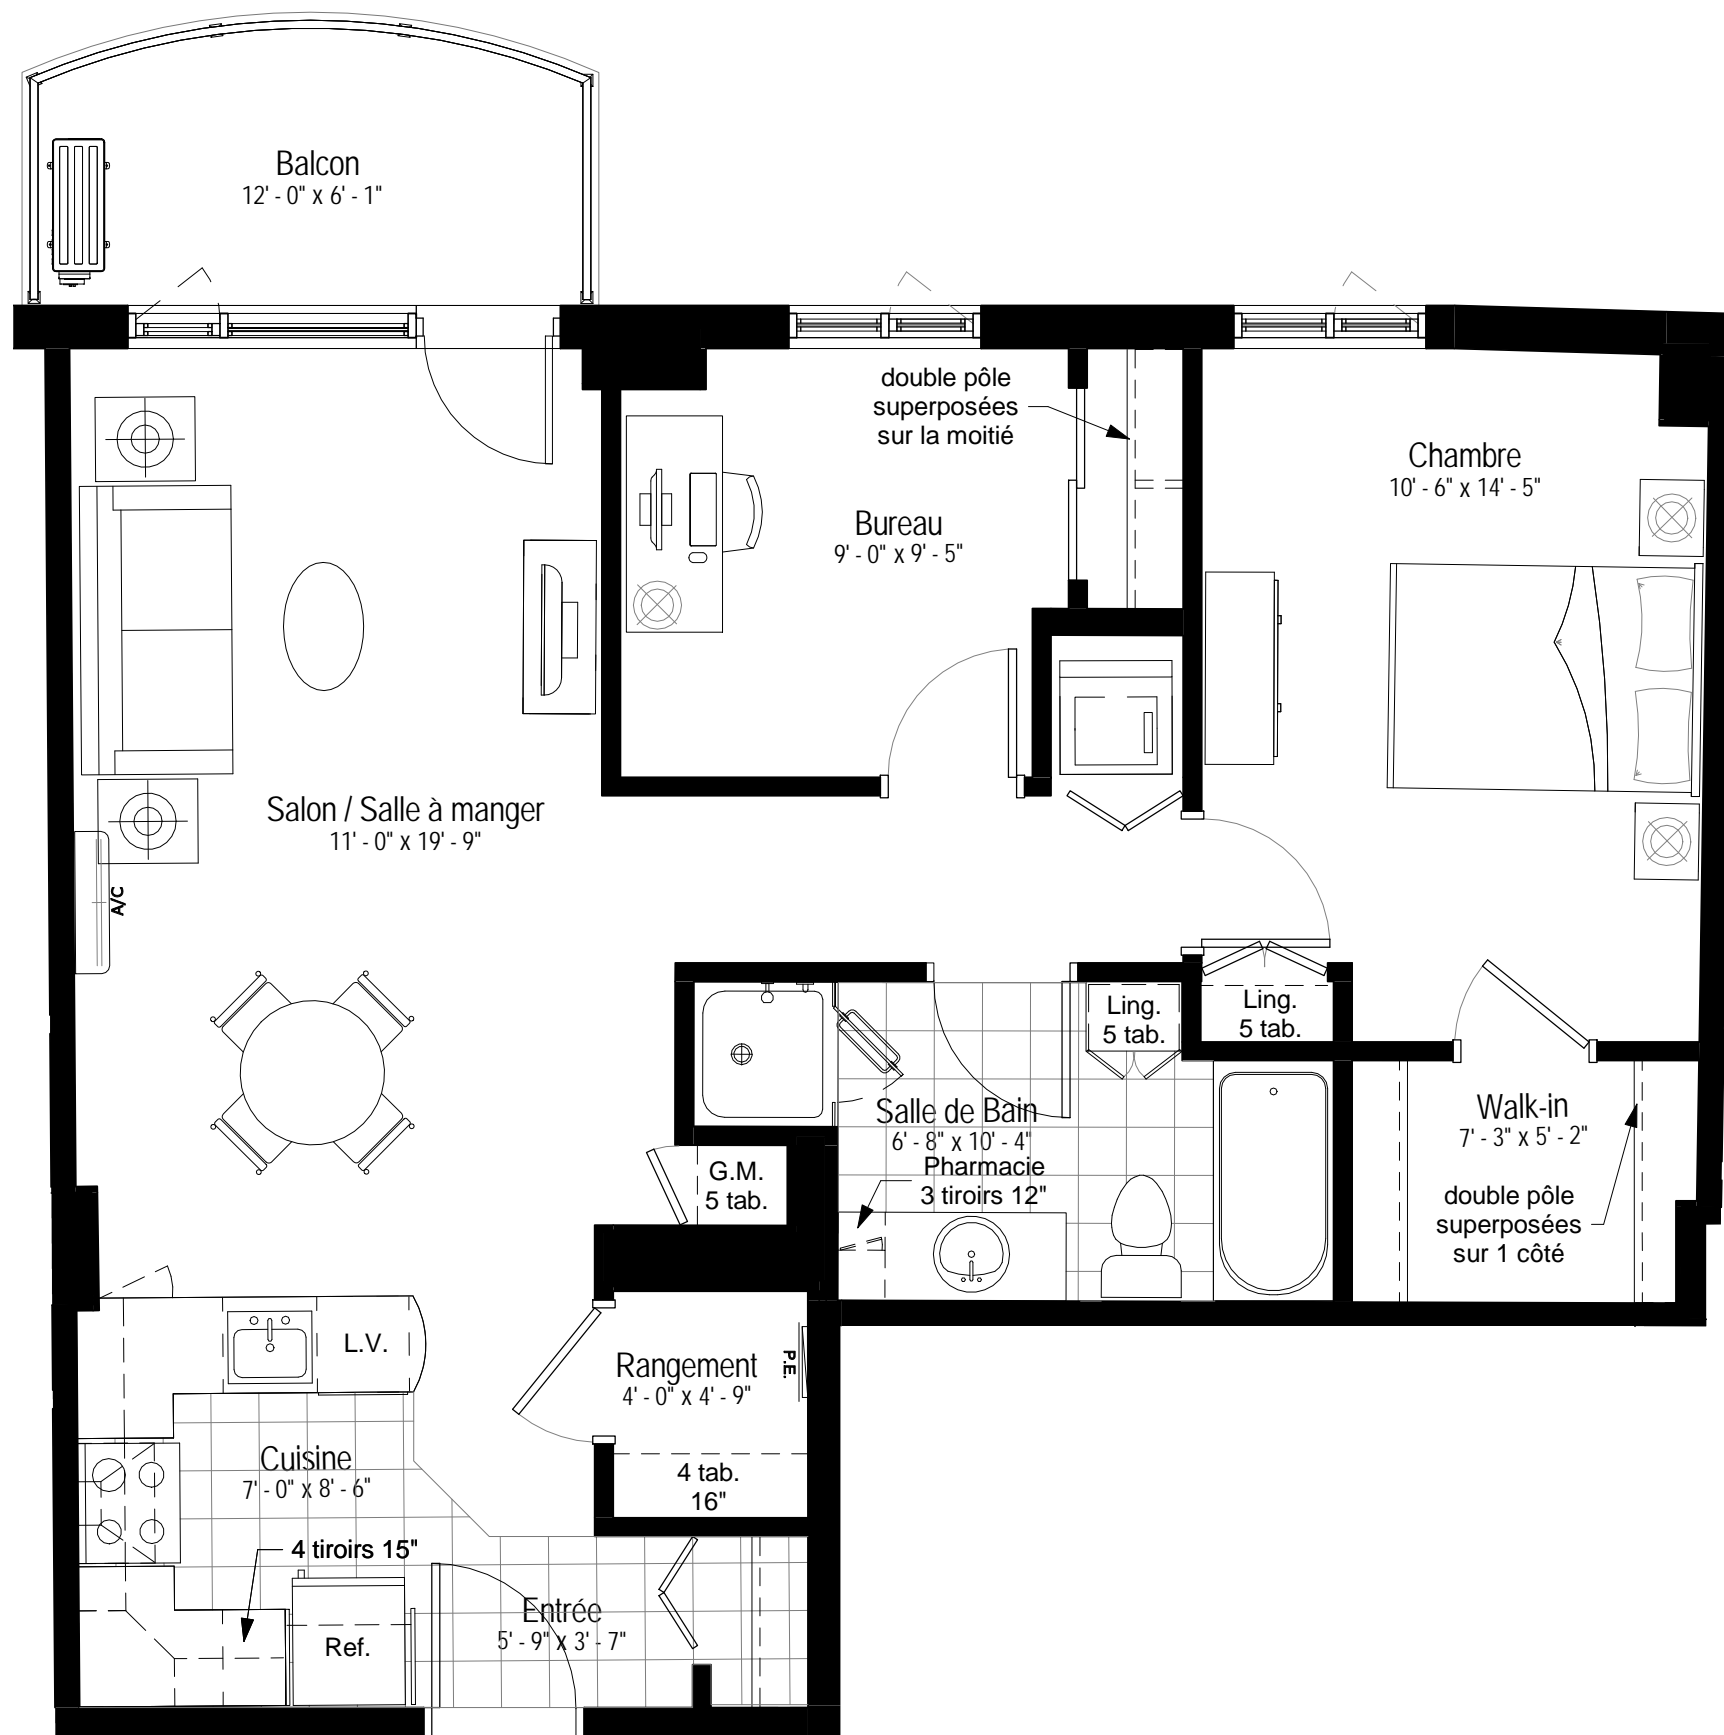 Balcon
12' - 0" x 6' - 1"
double pôle
superposées
sur la moitié
Chambre
10' - 6" x 14' - 5"
Bureau
9' - 0" x 9' - 5"
Salon / Salle à manger
11' - 0" x 19' - 9"
A/C
Ling.
5 tab.
Ling.
5 tab.
Salle de Bain
6' - 8" x 10' - 4"
Walk-in
7' - 3" x 5' - 2"
G.M.
5 tab.
Pharmacie
3 tiroirs 12"
double pôle
superposées
sur 1 côté
L.V.
Rangement
4' - 0" x 4' - 9"
P.E.
Cuisine
7' - 0" x 8' - 6"
4 tab.
16"
4 tiroirs 15"
Entrée
5' - 9" x 3' - 7"
Ref.